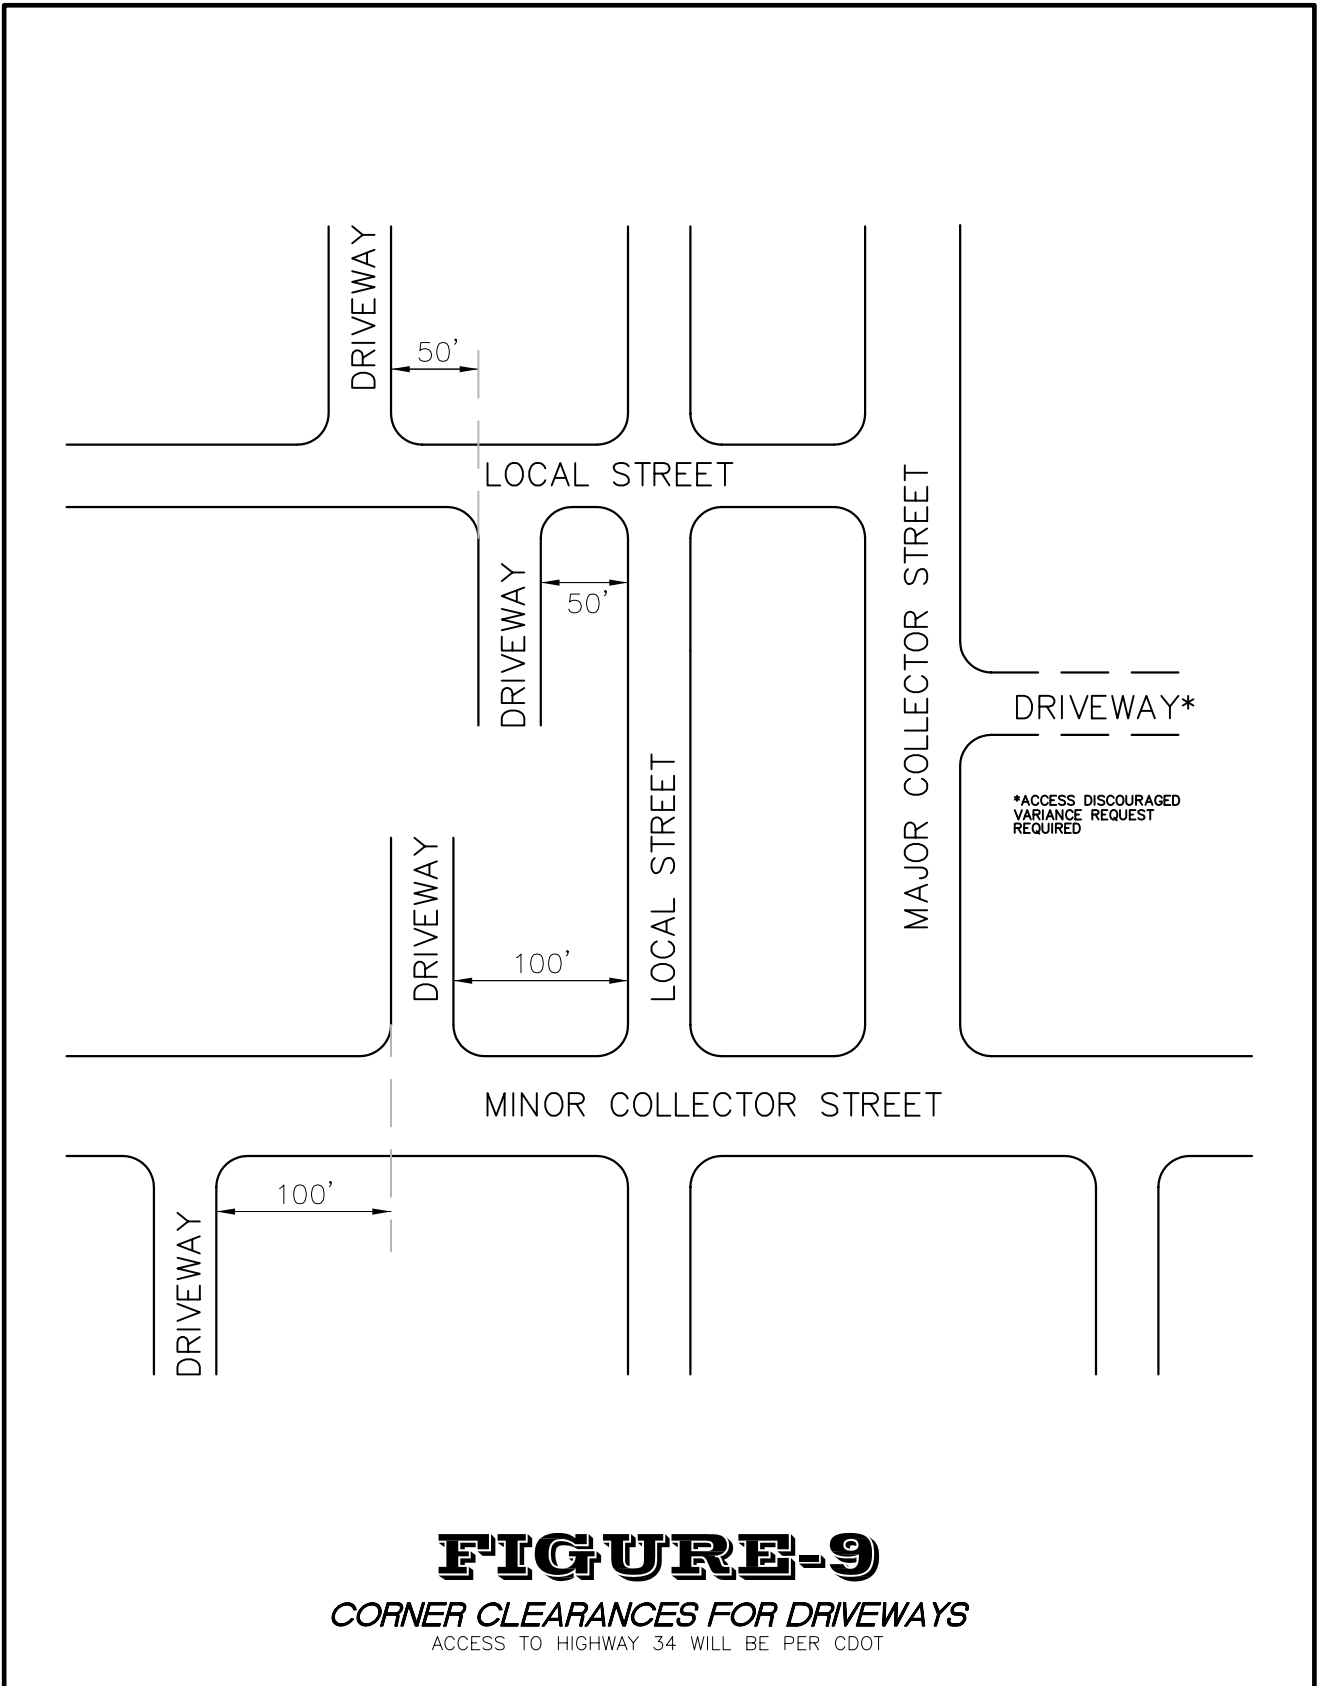 DRIVEWAY
50'
LOCAL STREET
MAJOR COLLECTOR STREET
DRIVEWAY
50'
DRIVEWAY*
*ACCESS DISCOURAGED
VARIANCE REQUEST
REQUIRED
LOCAL STREET
DRIVEWAY
100'
MINOR COLLECTOR STREET
100'
DRIVEWAY
FIGURE-9
CORNER CLEARANCES FOR DRIVEWAYS
ACCESS TO HIGHWAY 34 WILL BE PER CDOT